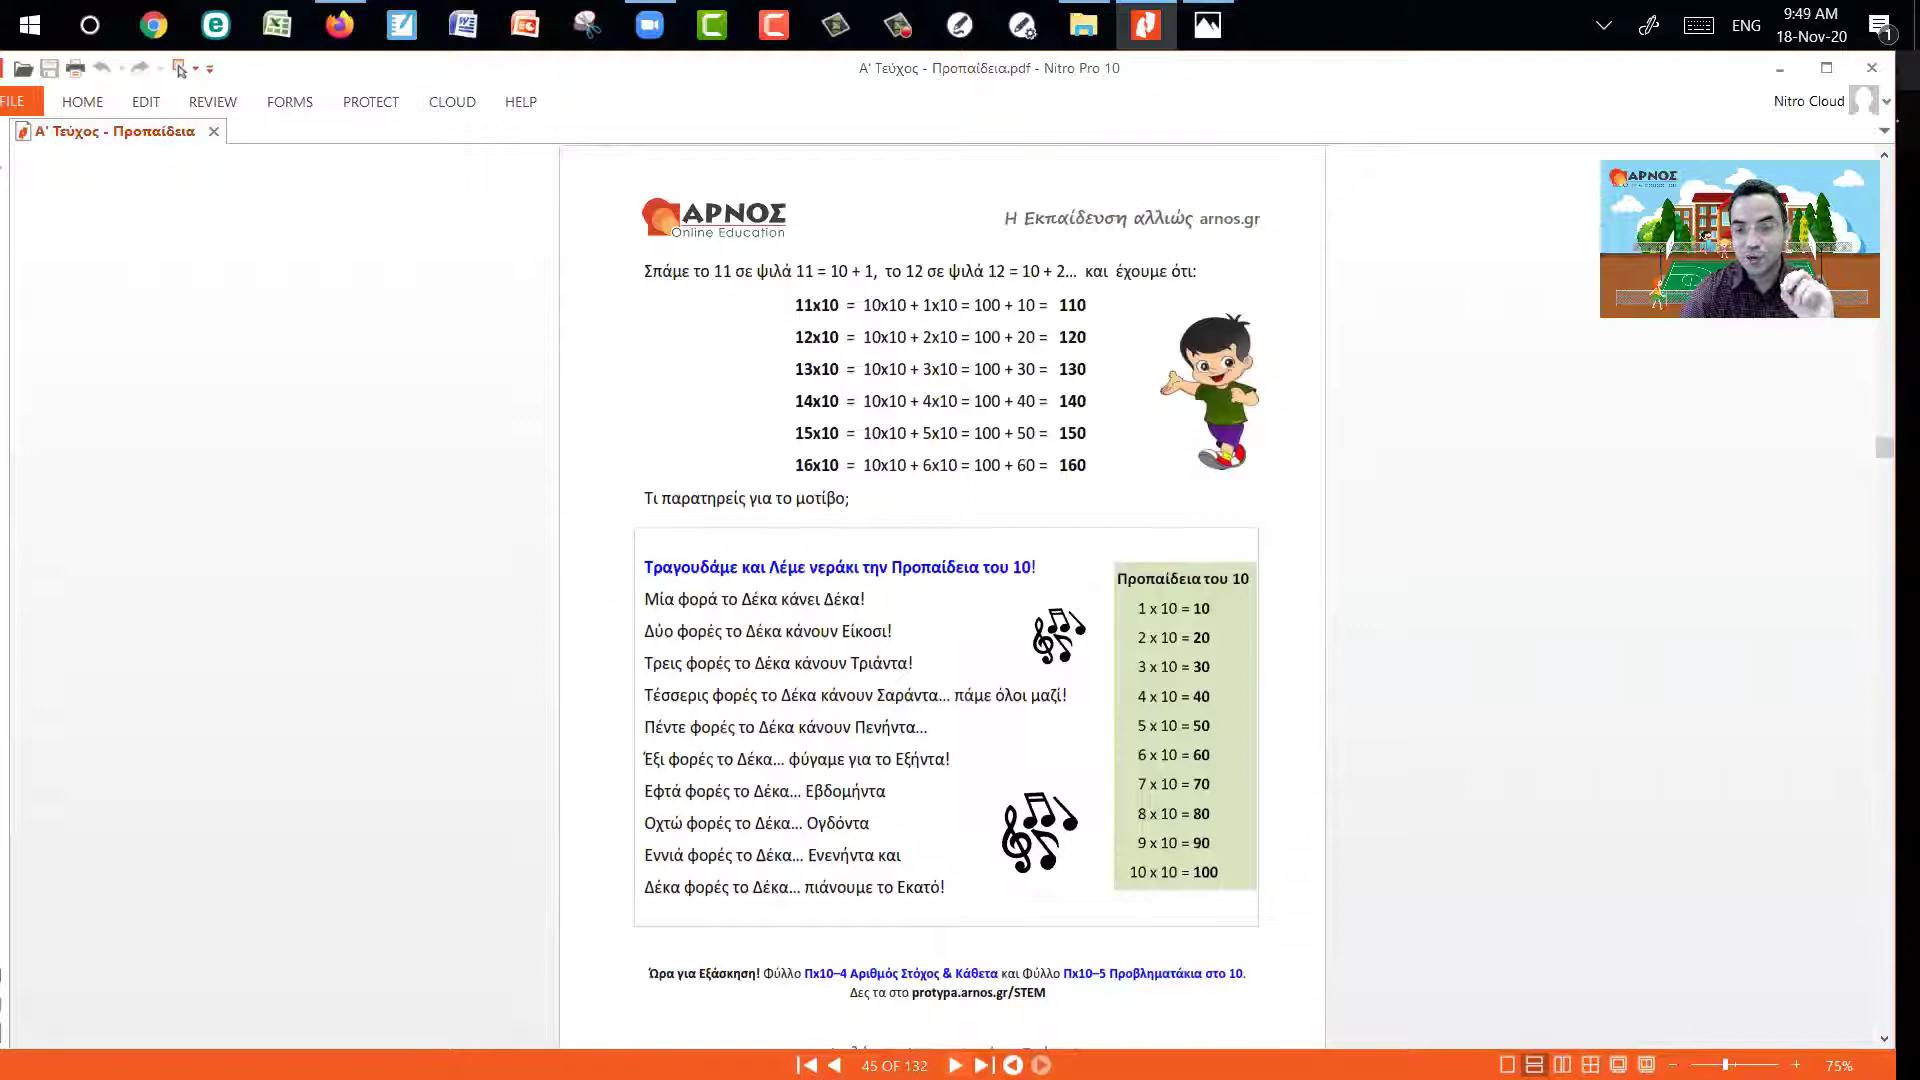 9:49 AM
ENG
18-Nov-20
1
Α' Τεύχος - Προπαίδεια.pdf - Nitro Pro 10
FILE HOME EDIT REVIEW FORMS PROTECT CLOUD HELP
Nitro Cloud
Α' Τεύχος - Προπαίδεια
ΑΡΝΟΣ
Online Education
Η Εκπαίδευση αλλιώς arnos.gr
ΑΡΝΟΣ
Σπάμε το 11 σε ψιλά 11 = 10 + 1, το 12 σε ψιλά 12 = 10 + 2... και έχουμε ότι:
11x10 = 10x10 + 1x10 = 100 + 10 = 110
12x10 = 10x10 + 2x10 = 100 + 20 = 120
13x10 = 10x10 + 3x10 = 100 + 30 = 130
14x10 = 10x10 + 4x10 = 100 + 40 = 140
15x10 = 10x10 + 5x10 = 100 + 50 = 150
16x10 = 10x10 + 6x10 = 100 + 60 = 160
Τι παρατηρείς για το μοτίβο;
Τραγουδάμε και Λέμε νεράκι την Προπαίδεια του 10!
Μία φορά το Δέκα κάνει Δέκα!
Δύο φορές το Δέκα κάνουν Είκοσι!
Τρεις φορές το Δέκα κάνουν Τριάντα!
Τέσσερις φορές το Δέκα κάνουν Σαράντα... πάμε όλοι μαζί!
Πέντε φορές το Δέκα κάνουν Πενήντα...
Έξι φορές το Δέκα... φύγαμε για το Εξήντα!
Εφτά φορές το Δέκα... Εβδομήντα
Οχτώ φορές το Δέκα... Ογδόντα
Εννιά φορές το Δέκα... Ενενήντα και
Δέκα φορές το Δέκα... πιάνουμε το Εκατό!
Προπαίδεια του 10
1 x 10 = 10
2 x 10 = 20
3 x 10 = 30
4 x 10 = 40
5 x 10 = 50
6 x 10 = 60
7 x 10 = 70
8 x 10 = 80
9 x 10 = 90
10 x 10 = 100
Ώρα για Εξάσκηση! Φύλλο Πx10–4 Αριθμός Στόχος & Κάθετα και Φύλλο Πx10–5 Προβληματάκια στο 10.
Δες τα στο protypa.arnos.gr/STEM
45 OF 132
75%